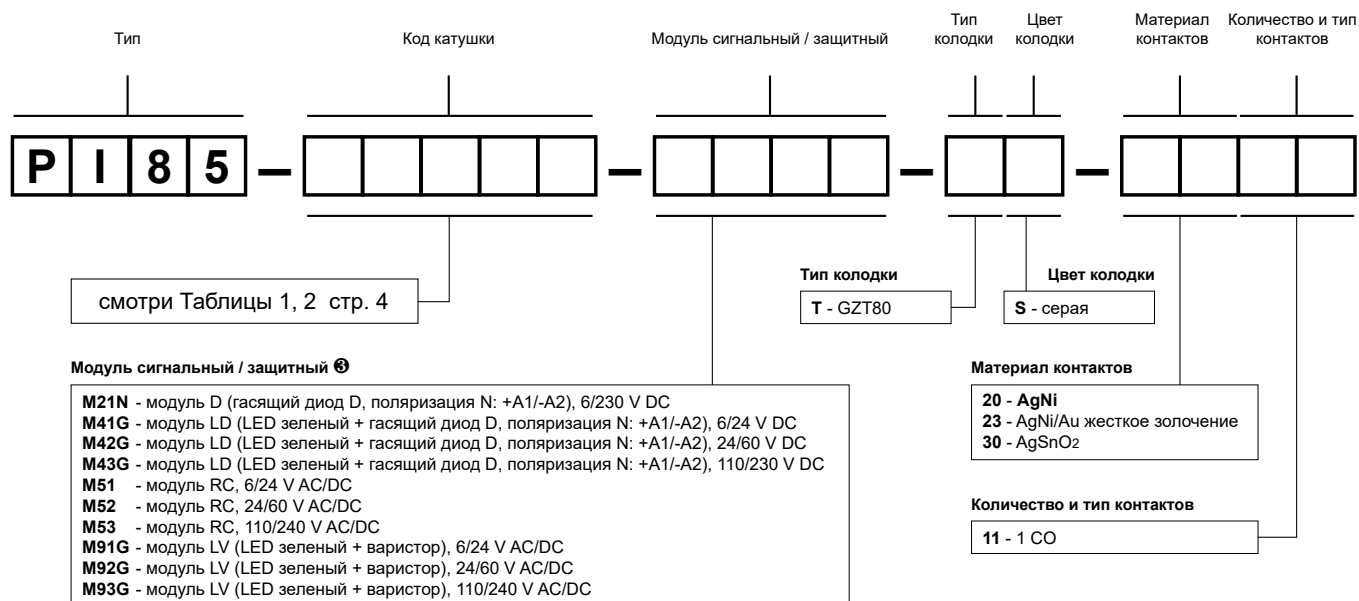 Тип
Код катушки
Модуль сигнальный / защитный
Тип
колодки
Цвет
колодки
Материал
контактов
Количество и тип
контактов
P I 8 5 – – – –
смотри Таблицы 1, 2 стр. 4
Тип колодки
T - GZT80
Цвет колодки
S - серая
Модуль сигнальный / защитный ❸
M21N - модуль D (гасящий диод D, поляризация N: +A1/-A2), 6/230 V DC
M41G - модуль LD (LED зеленый + гасящий диод D, поляризация N: +A1/-A2), 6/24 V DC
M42G - модуль LD (LED зеленый + гасящий диод D, поляризация N: +A1/-A2), 24/60 V DC
M43G - модуль LD (LED зеленый + гасящий диод D, поляризация N: +A1/-A2), 110/230 V DC
M51 - модуль RC, 6/24 V AC/DC
M52 - модуль RC, 24/60 V AC/DC
M53 - модуль RC, 110/240 V AC/DC
M91G - модуль LV (LED зеленый + варистор), 6/24 V AC/DC
M92G - модуль LV (LED зеленый + варистор), 24/60 V AC/DC
M93G - модуль LV (LED зеленый + варистор), 110/240 V AC/DC
Материал контактов
20 - AgNi
23 - AgNi/Au жесткое золочение
30 - AgSnO2
Количество и тип контактов
11 - 1 CO